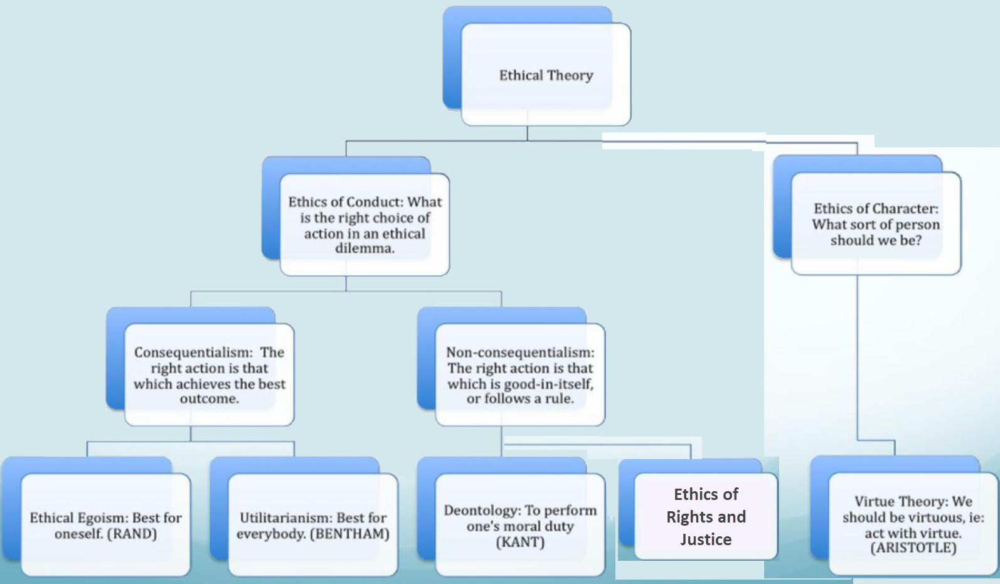 Ethical Theory
Ethics of Conduct: What
is the right choice of
action in an ethical
dilemma.
Ethics of Character:
What sort of person
should we be?
Consequentialism:  The
right action is that
which achieves the best
outcome.
Non-consequentialism:
The right action is that
which is good-in-itself,
or follows a rule.
Ethical Egoism: Best for
oneself. (RAND)
Utilitarianism: Best for
everybody. (BENTHAM)
Deontology: To perform
one's moral duty
(KANT)
Ethics of
Rights and
Justice
Virtue Theory: We
should be virtuous, ie:
act with virtue.
(ARISTOTLE)